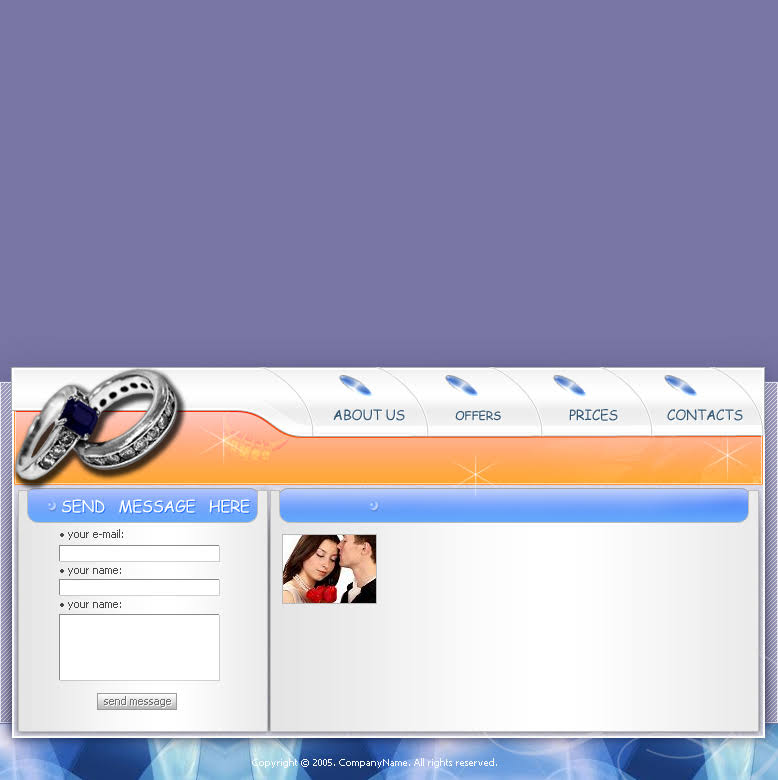 ABOUT US
OFFERS
PRICES
CONTACTS
SEND MESSAGE HERE
• your e-mail:
• your name:
• your name:
send message
Copyright © 2005. CompanyName. All rights reserved.